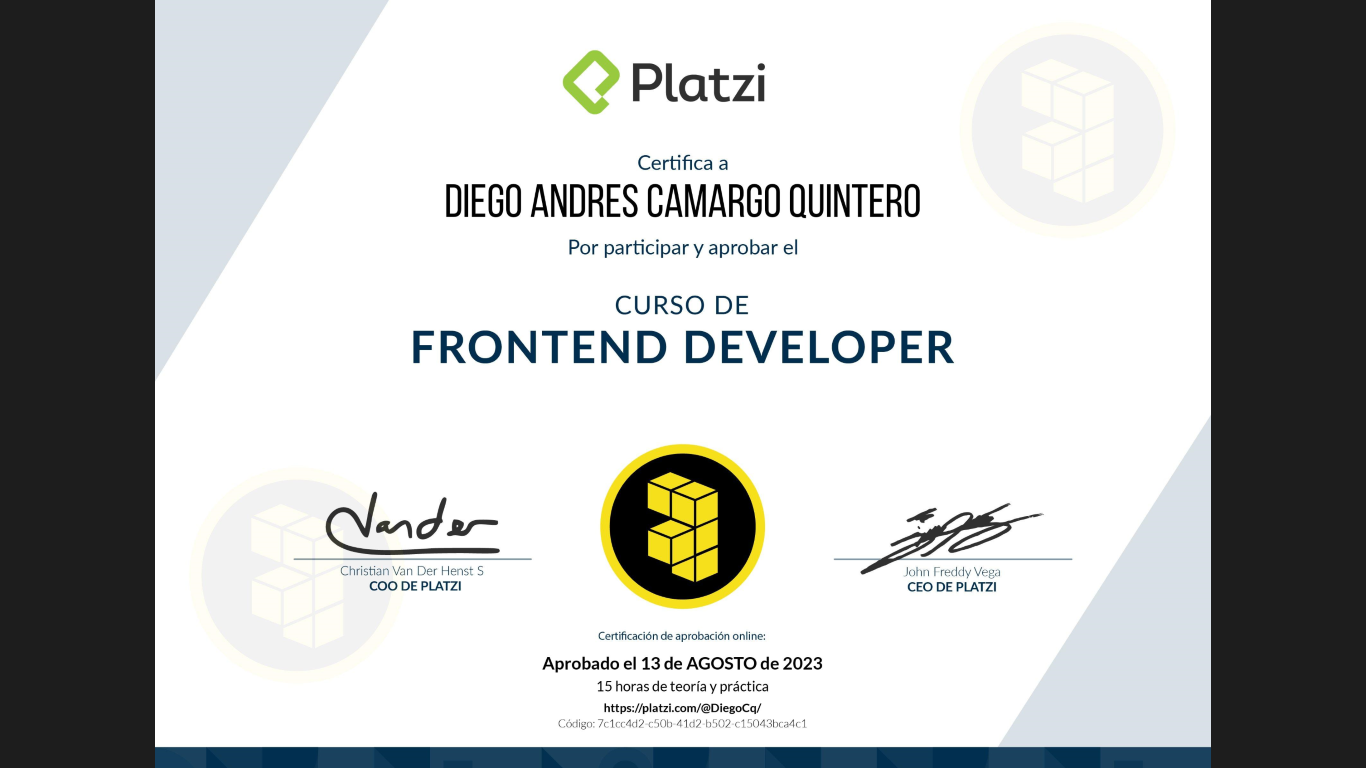 Platzi
Certifica a
DIEGO ANDRES CAMARGO QUINTERO
Por participar y aprobar el
CURSO DE
FRONTEND DEVELOPER
Vander
Christian Van Der Henst S
COO DE PLATZI
John Freddy Vega
CEO DE PLATZI
Certificación de aprobación online:
Aprobado el 13 de AGOSTO de 2023
15 horas de teoría y práctica
https://platzi.com/@DiegoCq/
Código: 7c1cc4d2-c50b-41d2-b502-c15043bca4c1